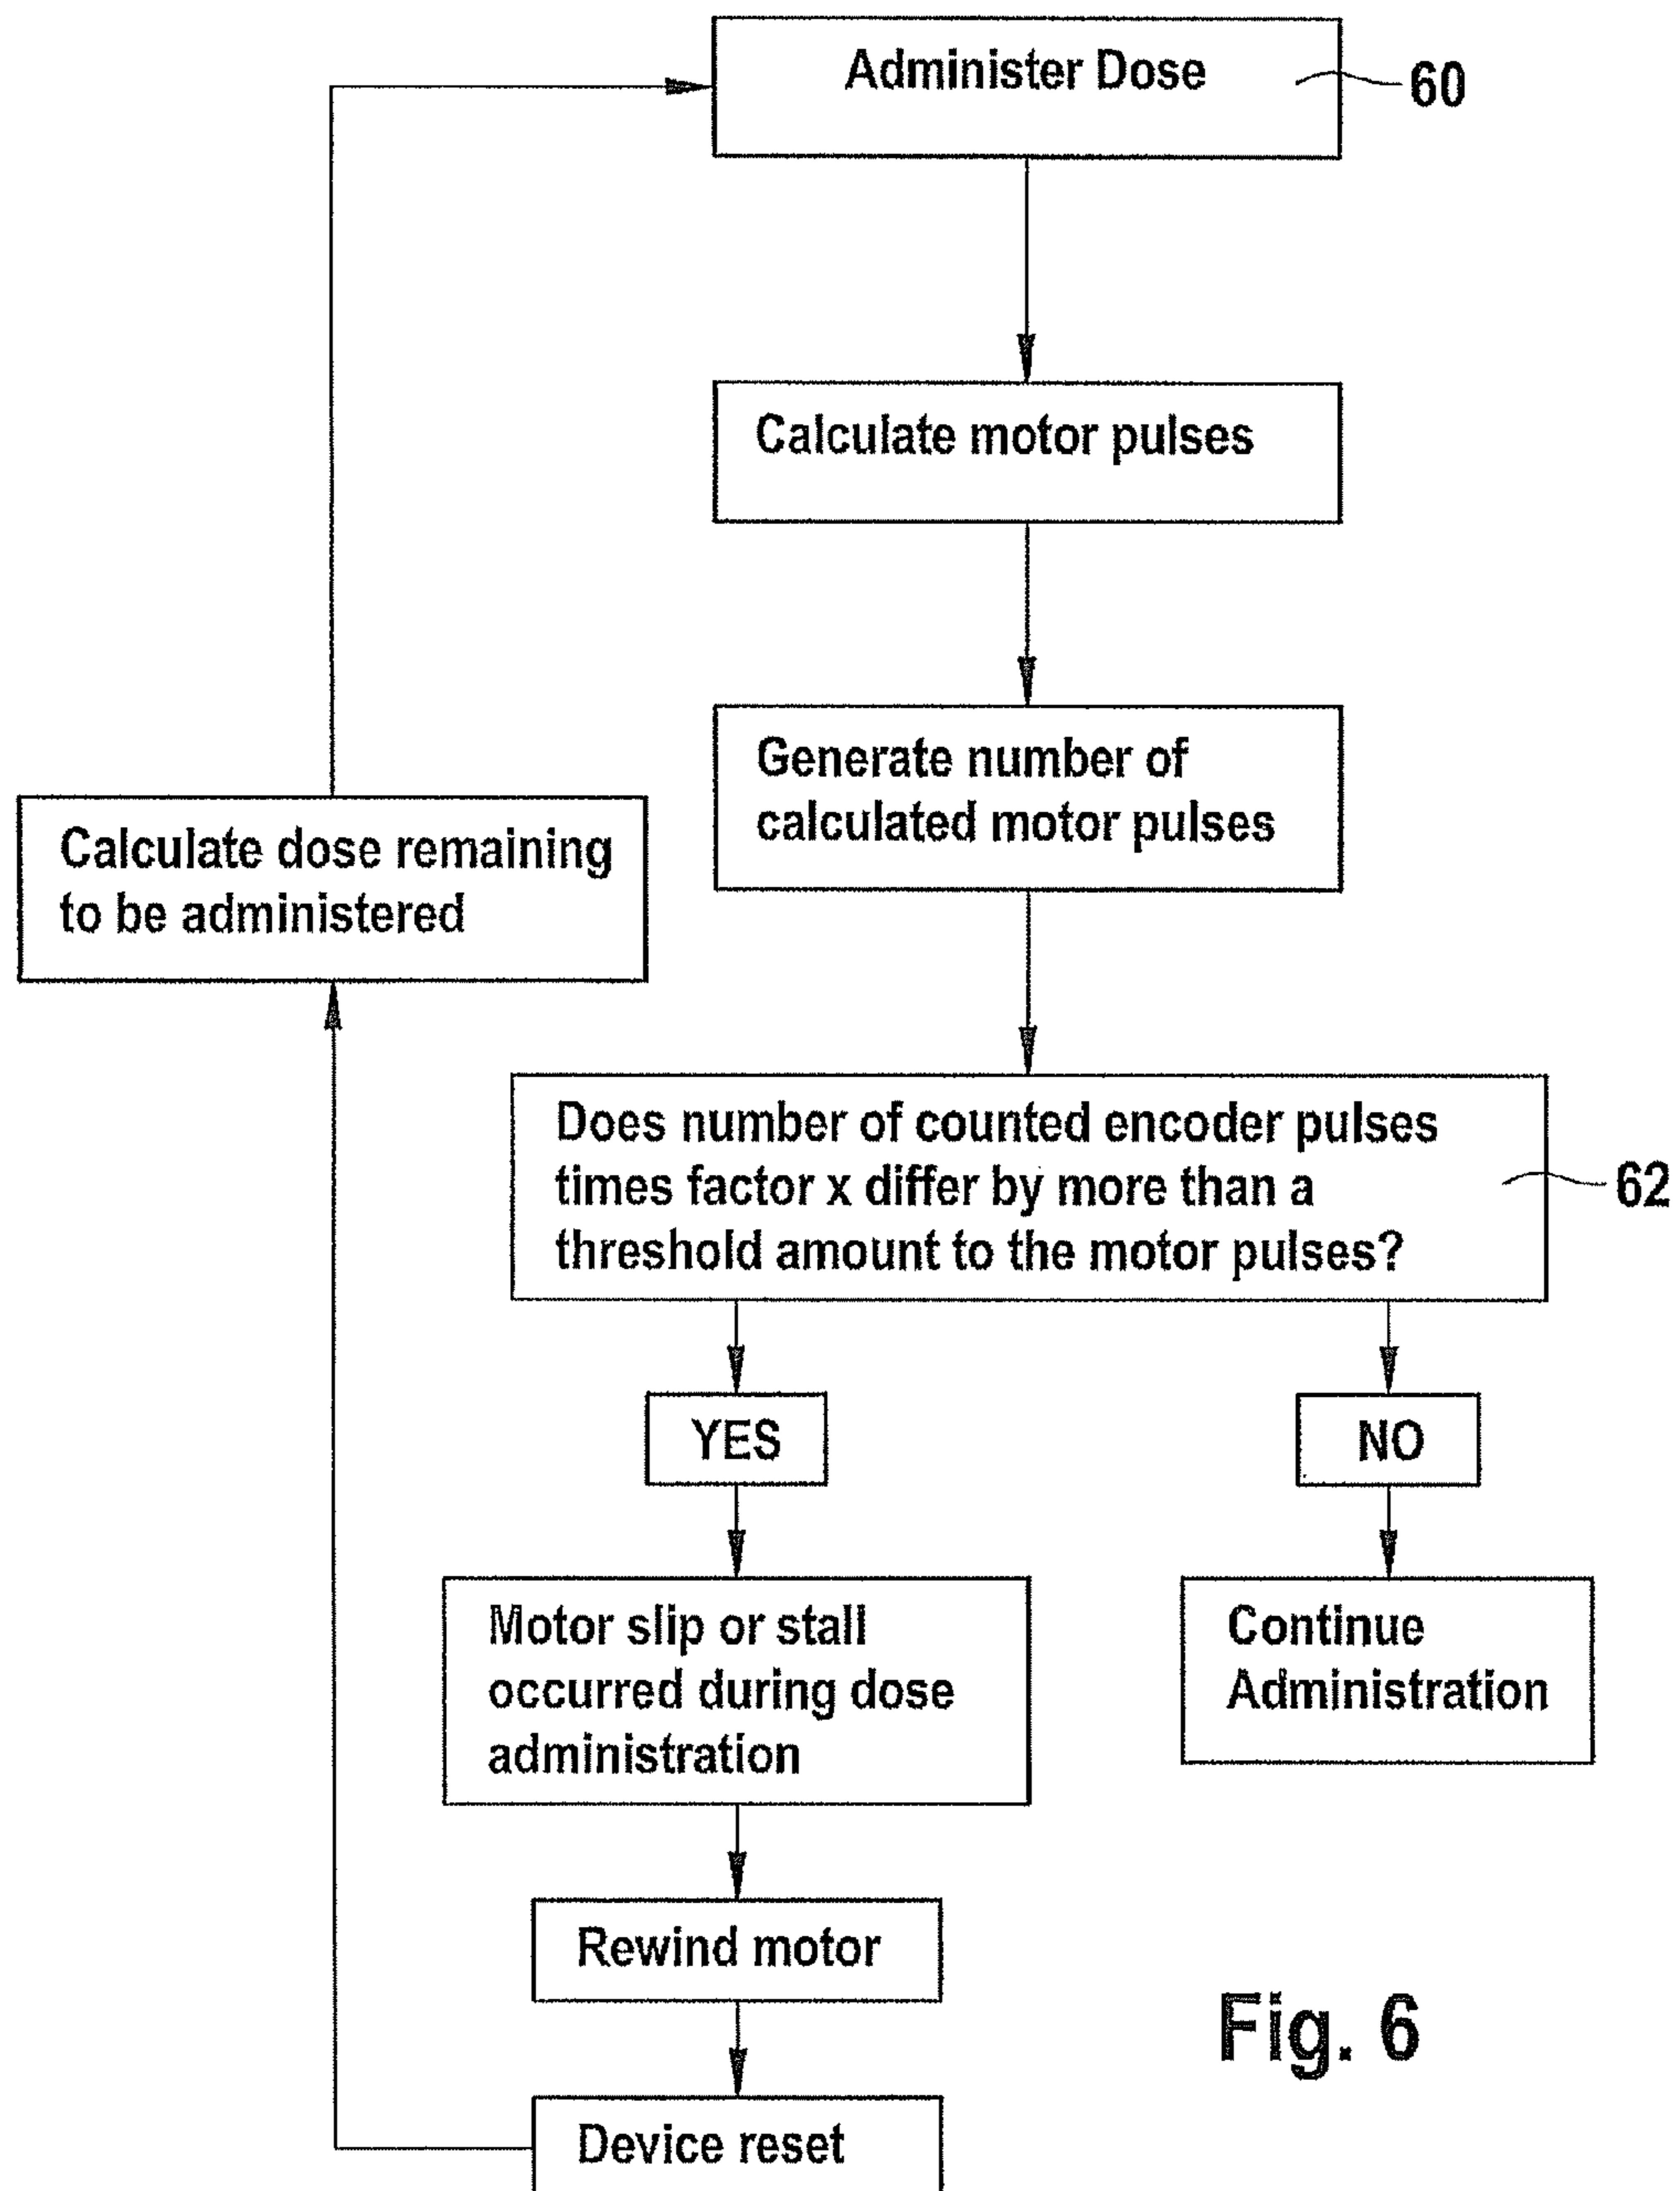 Administer Dose
60
Calculate motor pulses
Generate number of
calculated motor pulses
Calculate dose remaining
to be administered
Does number of counted encoder pulses
times factor x differ by more than a
threshold amount to the motor pulses?
62
YES
NO
Motor slip or stall
occurred during dose
administration
Continue
Administration
Rewind motor
Device reset
Fig. 6